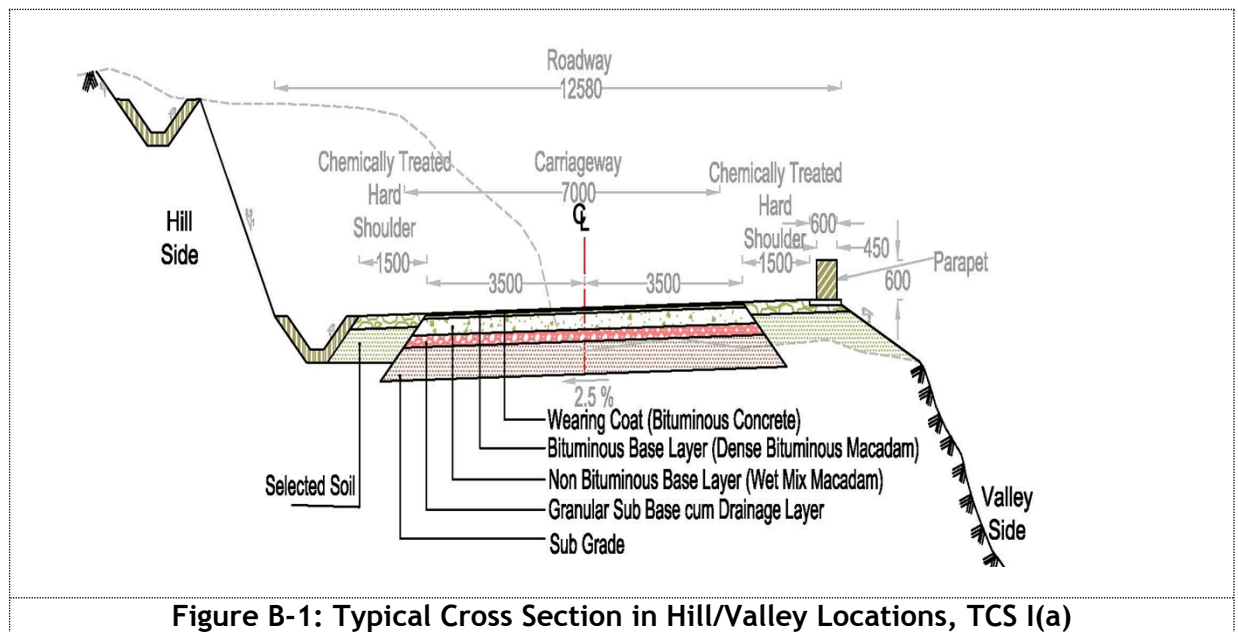 Roadway
12580
Chemically Treated
Hard
Shoulder
1500
Carriageway
7000
CL
Chemically Treated
Hard
Shoulder
1500
600
450
600
Parapet
Hill
Side
3500
3500
2.5 %
Wearing Coat (Bituminous Concrete)
Bituminous Base Layer (Dense Bituminous Macadam)
Non Bituminous Base Layer (Wet Mix Macadam)
Granular Sub Base cum Drainage Layer
Sub Grade
Selected Soil
Valley
Side
Figure B-1: Typical Cross Section in Hill/Valley Locations, TCS I(a)